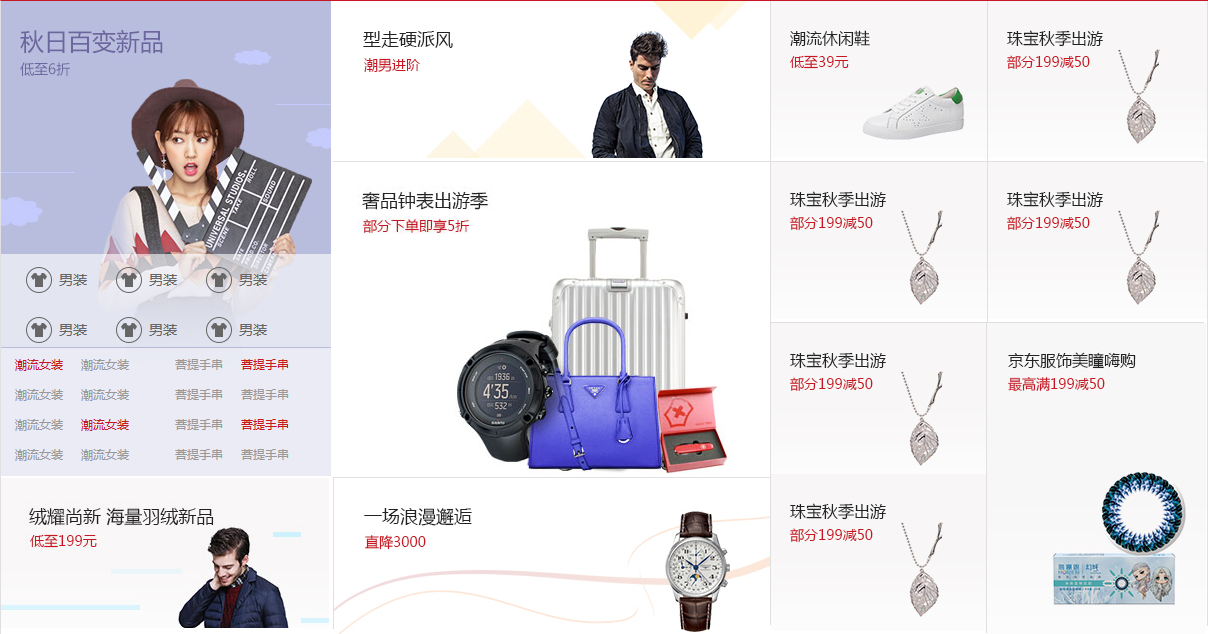 秋日百变新品
低至6折
UNIVERSAL STUDIOS.
ROLL
SOUND
TAKE
SCENE
男装 男装 男装
男装 男装 男装
潮流女装 潮流女装 菩提手串 菩提手串
潮流女装 潮流女装 菩提手串 菩提手串
潮流女装 潮流女装 菩提手串 菩提手串
潮流女装 潮流女装 菩提手串 菩提手串
绒耀尚新 海量羽绒新品
低至199元
型走硬派风
潮男进阶
奢品钟表出游季
部分下单即享5折
1936
4'35
532
一场浪漫邂逅
直降3000
潮流休闲鞋
低至39元
珠宝秋季出游
部分199减50
珠宝秋季出游
部分199减50
珠宝秋季出游
部分199减50
珠宝秋季出游
部分199减50
京东服饰美瞳嗨购
最高满199减50
珠宝秋季出游
部分199减50